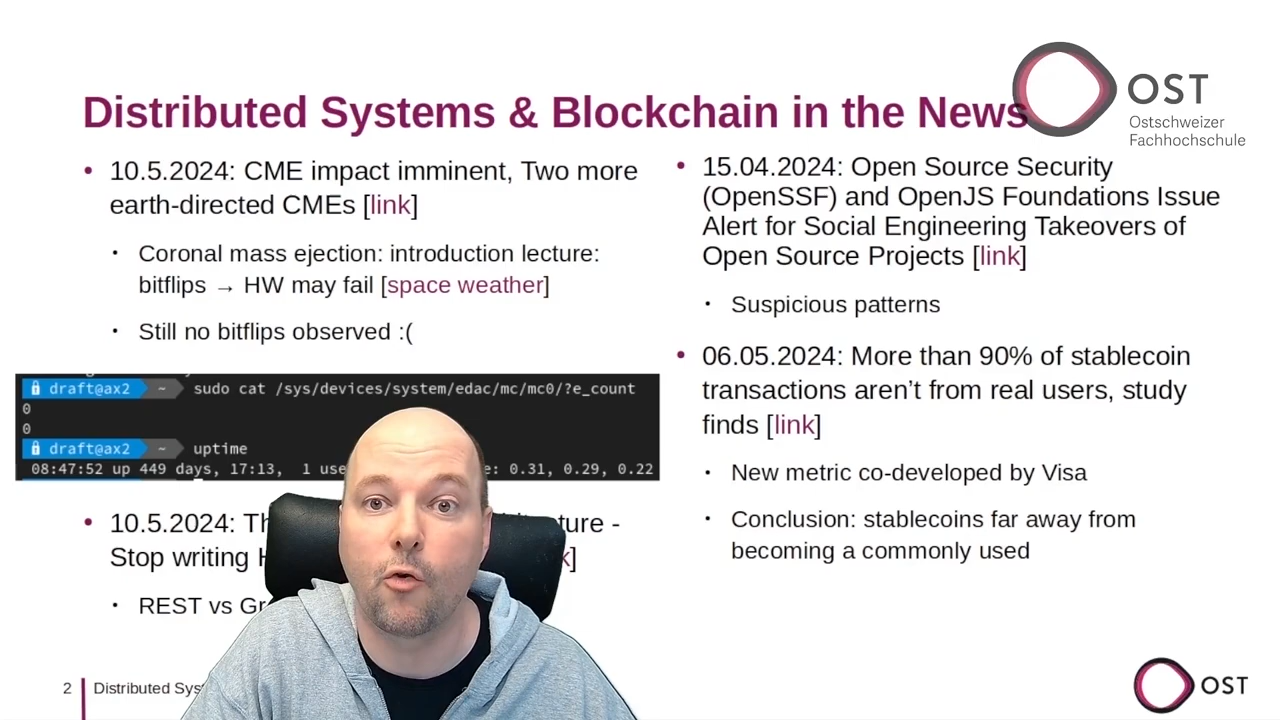 Distributed Systems & Blockchain in the News
OST
Ostschweizer
Fachhochschule
• 10.5.2024: CME impact imminent, Two more
earth-directed CMEs [link]
• Coronal mass ejection: introduction lecture:
bitflips → HW may fail [space weather]
• Still no bitflips observed :(
draft@ax2 ~ sudo cat /sys/devices/system/edac/mc/mc0/?e_count
0
0
draft@ax2 ~ uptime
08:47:52 up 449 days, 17:13, 1 use e: 0.31, 0.29, 0.22
• 10.5.2024: Th ture -
Stop writing k]
• REST vs Gr
• 15.04.2024: Open Source Security
(OpenSSF) and OpenJS Foundations Issue
Alert for Social Engineering Takeovers of
Open Source Projects [link]
• Suspicious patterns
• 06.05.2024: More than 90% of stablecoin
transactions aren’t from real users, study
finds [link]
• New metric co-developed by Visa
• Conclusion: stablecoins far away from
becoming a commonly used
2
Distributed Sys
OST